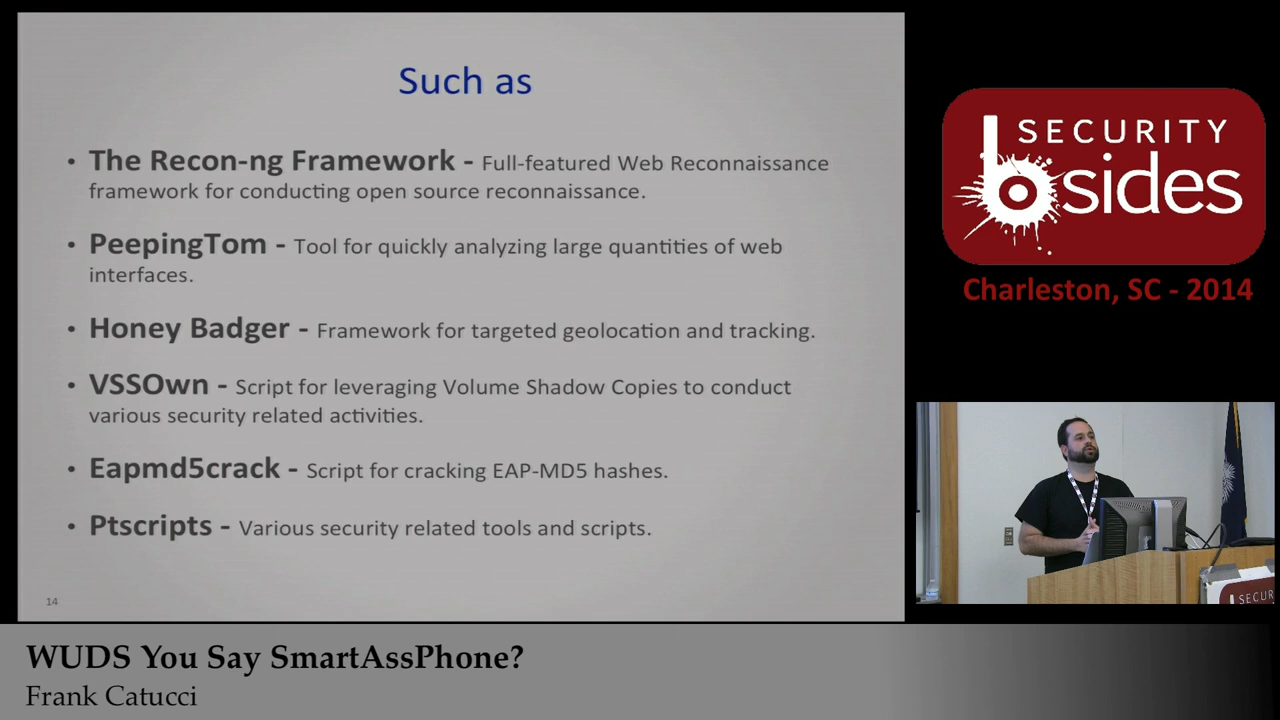 Such as
• The Recon-ng Framework - Full-featured Web Reconnaissance
framework for conducting open source reconnaissance.
• PeepingTom - Tool for quickly analyzing large quantities of web
interfaces.
• Honey Badger - Framework for targeted geolocation and tracking.
• VSSOwn - Script for leveraging Volume Shadow Copies to conduct
various security related activities.
• Eapmd5crack - Script for cracking EAP-MD5 hashes.
• Ptscripts - Various security related tools and scripts.
14
SECURITY
bsides
Charleston, SC - 2014
SECUR
WUDS You Say SmartAssPhone?
Frank Catucci